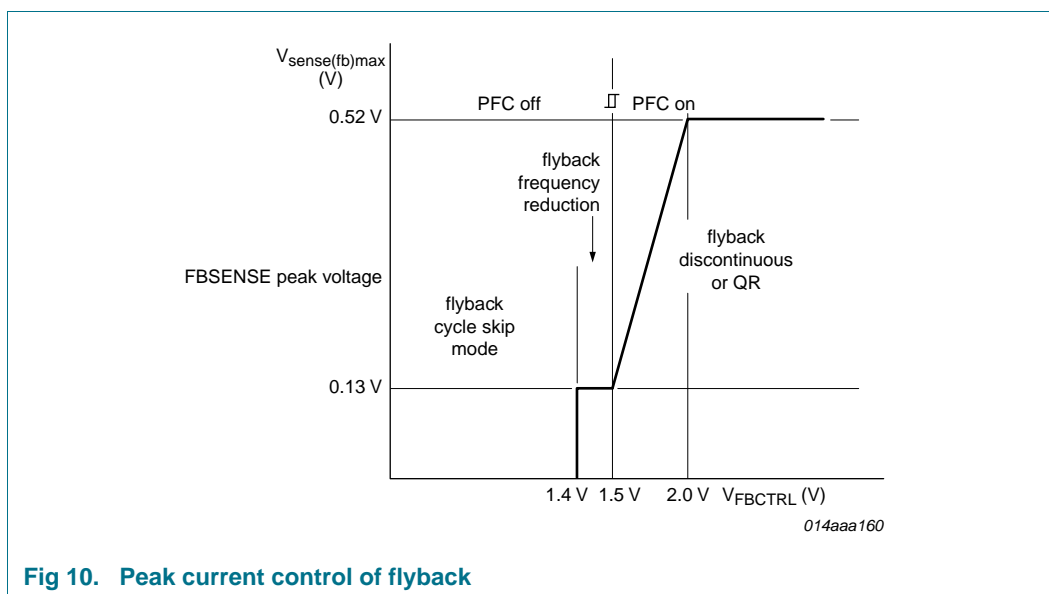 Vsense(fb)max
(V)
PFC off
PFC on
0.52 V
flyback
frequency
reduction
flyback
discontinuous
or QR
FBSENSE peak voltage
flyback
cycle skip
mode
0.13 V
1.4 V
1.5 V
2.0 V
VFBCTRL (V)
014aaa160
Fig 10. Peak current control of flyback